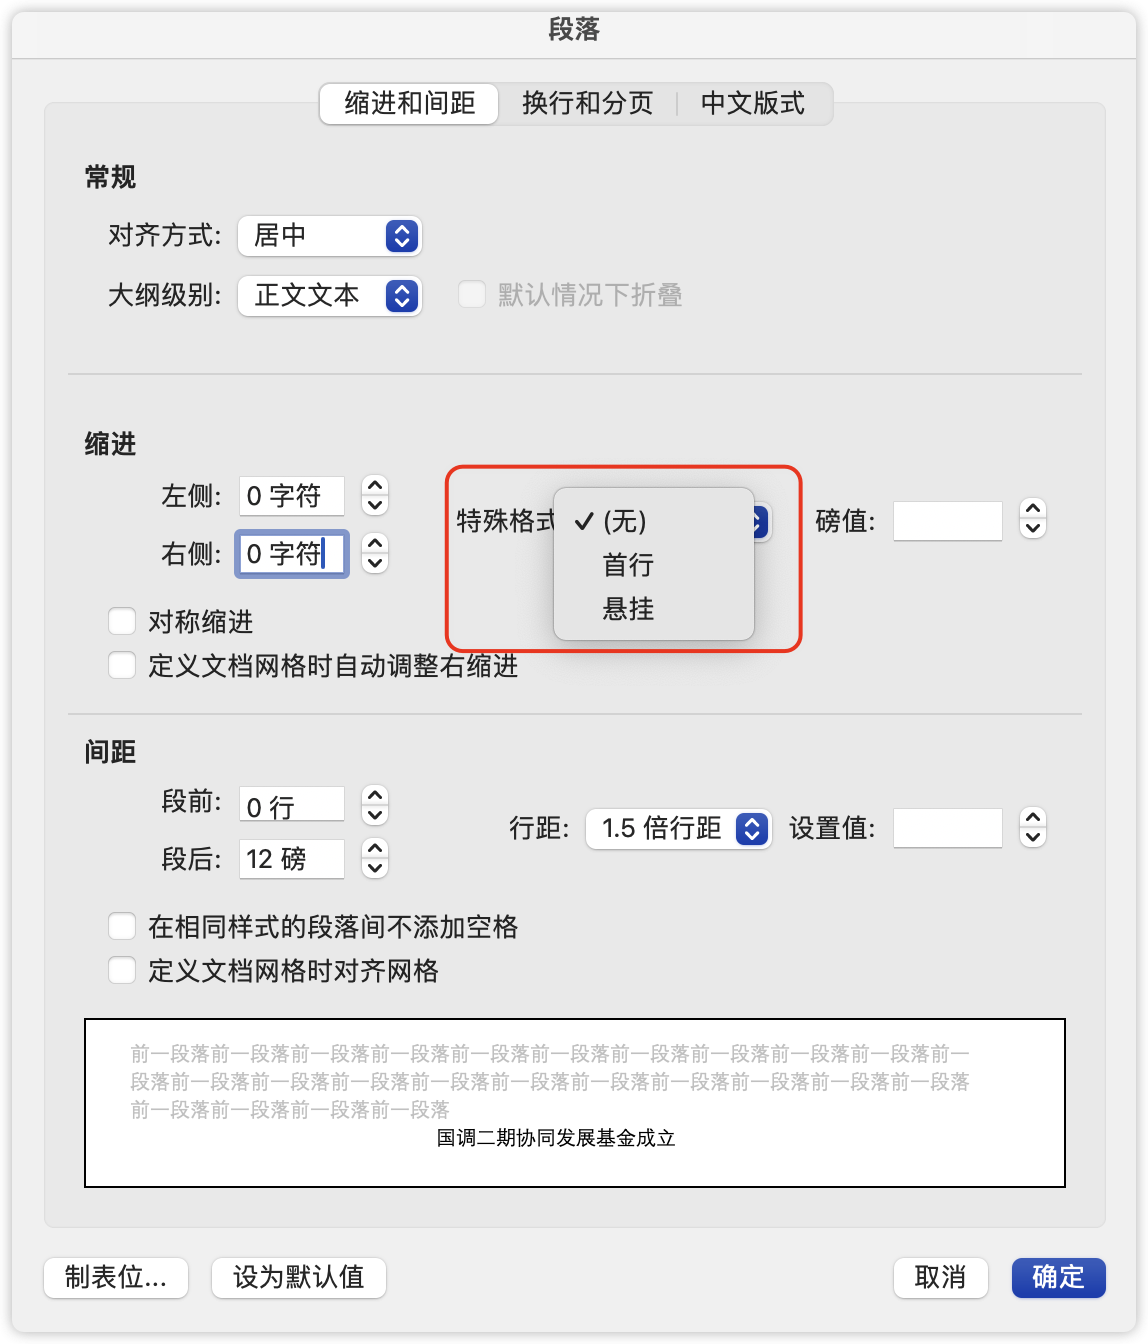 段落
缩进和间距 换行和分页 中文版式
常规
对齐方式: 居中
大纲级别: 正文文本 默认情况下折叠
缩进
左侧: 0 字符
特殊格式 ✓ (无) 磅值:
右侧: 0 字符
首行
悬挂
对称缩进
定义文档网格时自动调整右缩进
间距
段前: 0 行
行距: 1.5 倍行距 设置值:
段后: 12 磅
在相同样式的段落间不添加空格
定义文档网格时对齐网格
前一段落前一段落前一段落前一段落前一段落前一段落前一段落前一段落前一段落前一段落前一
段落前一段落前一段落前一段落前一段落前一段落前一段落前一段落前一段落前一段落前一段落
前一段落前一段落前一段落前一段落
国调二期协同发展基金成立
制表位... 设为默认值 取消 确定